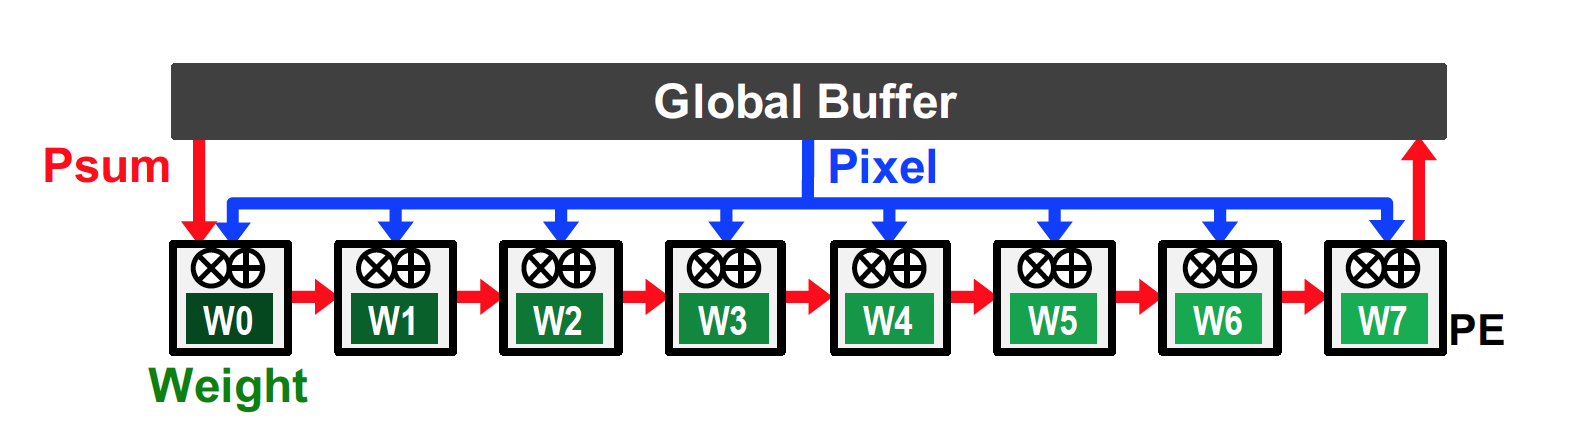 Global Buffer
Psum
Pixel
W0 W1 W2 W3 W4 W5 W6 W7
PE
Weight